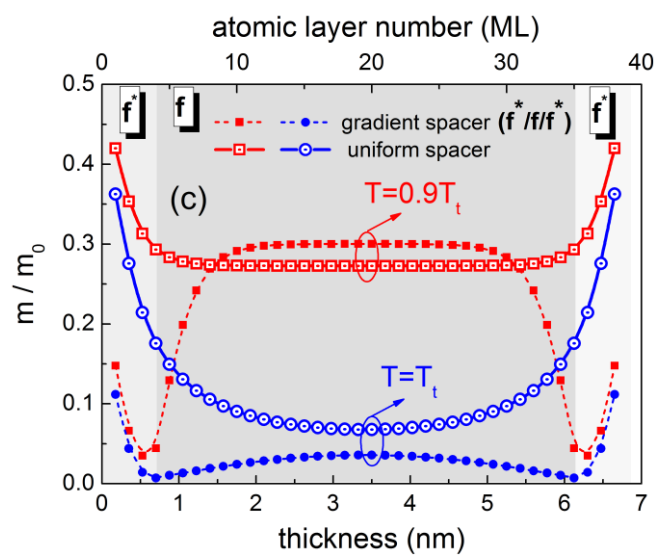 atomic layer number (ML)
0 10 20 30 40
0.5
0.4
0.3
0.2
0.1
0.0
m / m₀
f* f f*
gradient spacer (f*/f/f*)
uniform spacer
(c)
T=0.9Tₜ
T=Tₜ
0 1 2 3 4 5 6 7
thickness (nm)